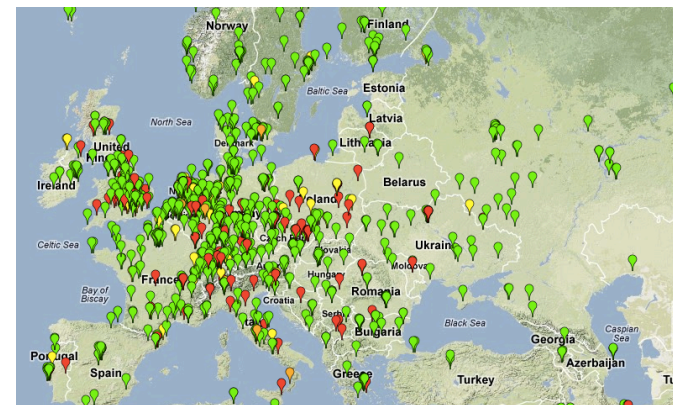 Norway
Finland
Estonia
Baltic Sea
North Sea
Latvia
Denmark
Lithuania
United
Ireland
Belarus
Celtic Sea
Ukraine
Slovakia
Moldova
Hungary
France
Bay of
Biscay
Croatia
Romania
Black Sea
Bulgaria
Georgia
Caspian
Sea
Portugal
Azerbaijan
Spain
Greece
Turkey